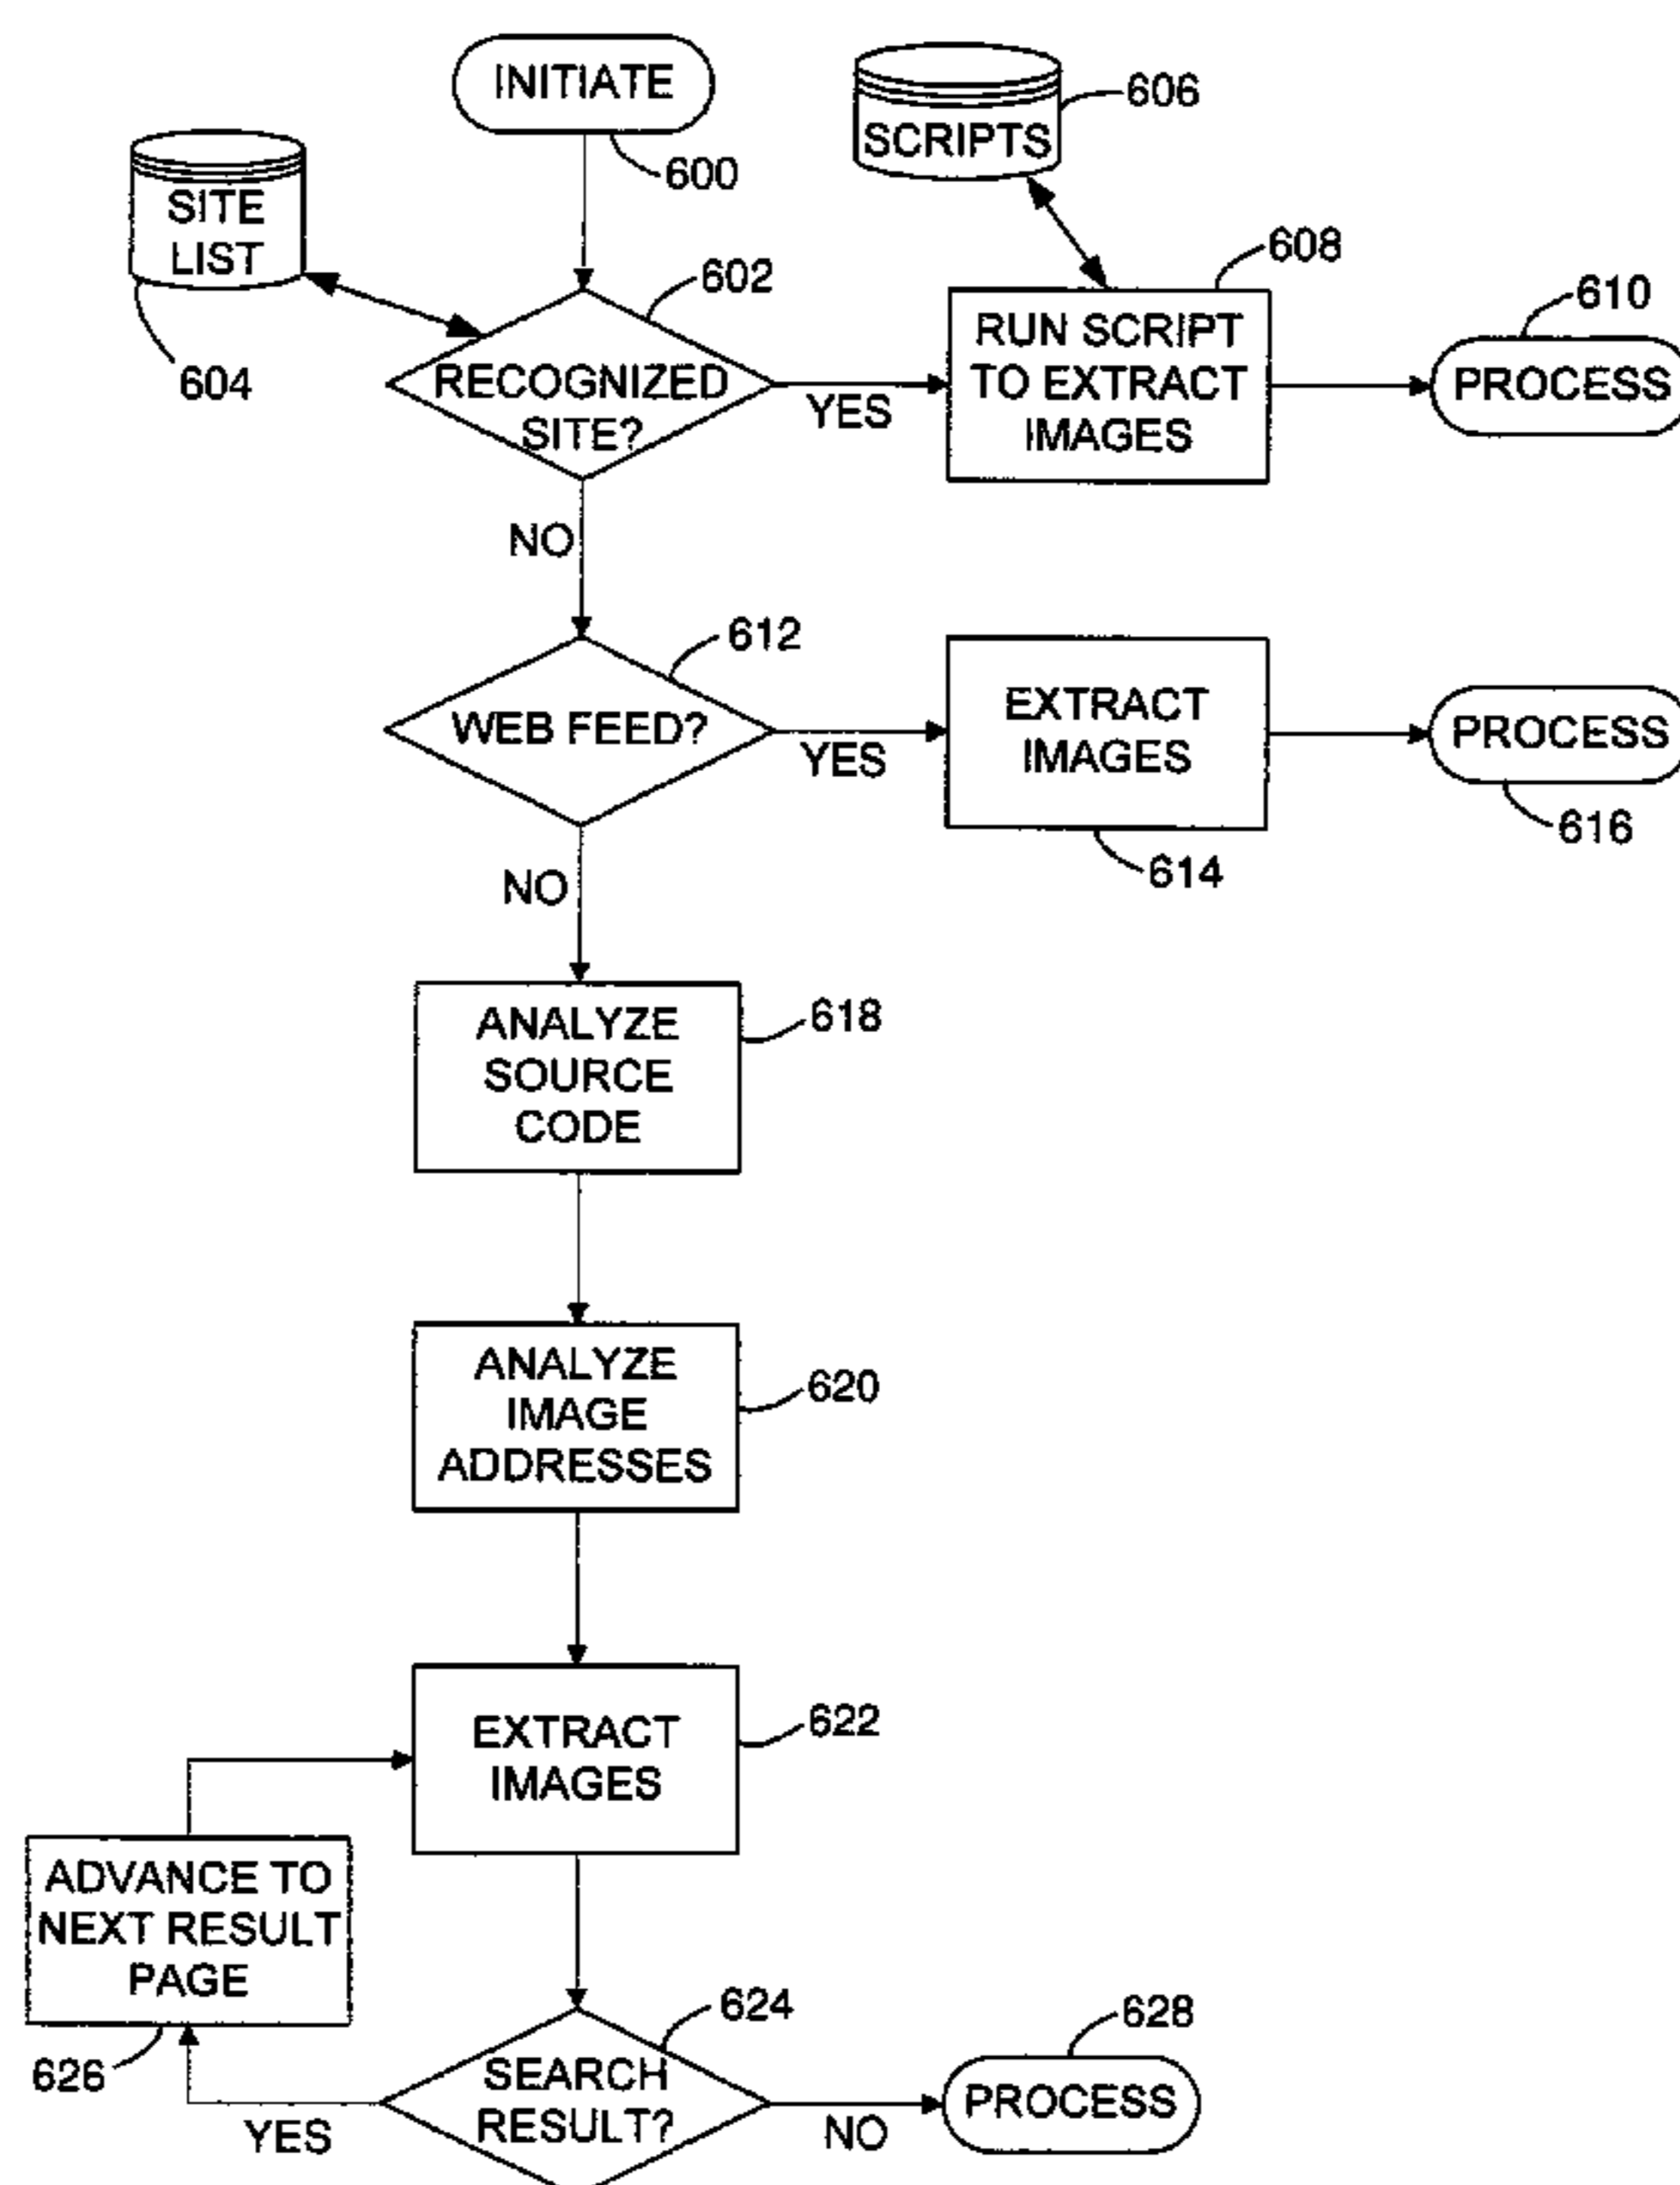 INITIATE
600
SCRIPTS
606
SITE
LIST
604
RECOGNIZED
SITE?
602
YES
RUN SCRIPT
TO EXTRACT
IMAGES
608
PROCESS
610
NO
WEB FEED?
612
YES
EXTRACT
IMAGES
614
PROCESS
616
NO
ANALYZE
SOURCE
CODE
618
ANALYZE
IMAGE
ADDRESSES
620
EXTRACT
IMAGES
622
ADVANCE TO
NEXT RESULT
PAGE
626
SEARCH
RESULT?
624
YES
NO
PROCESS
628